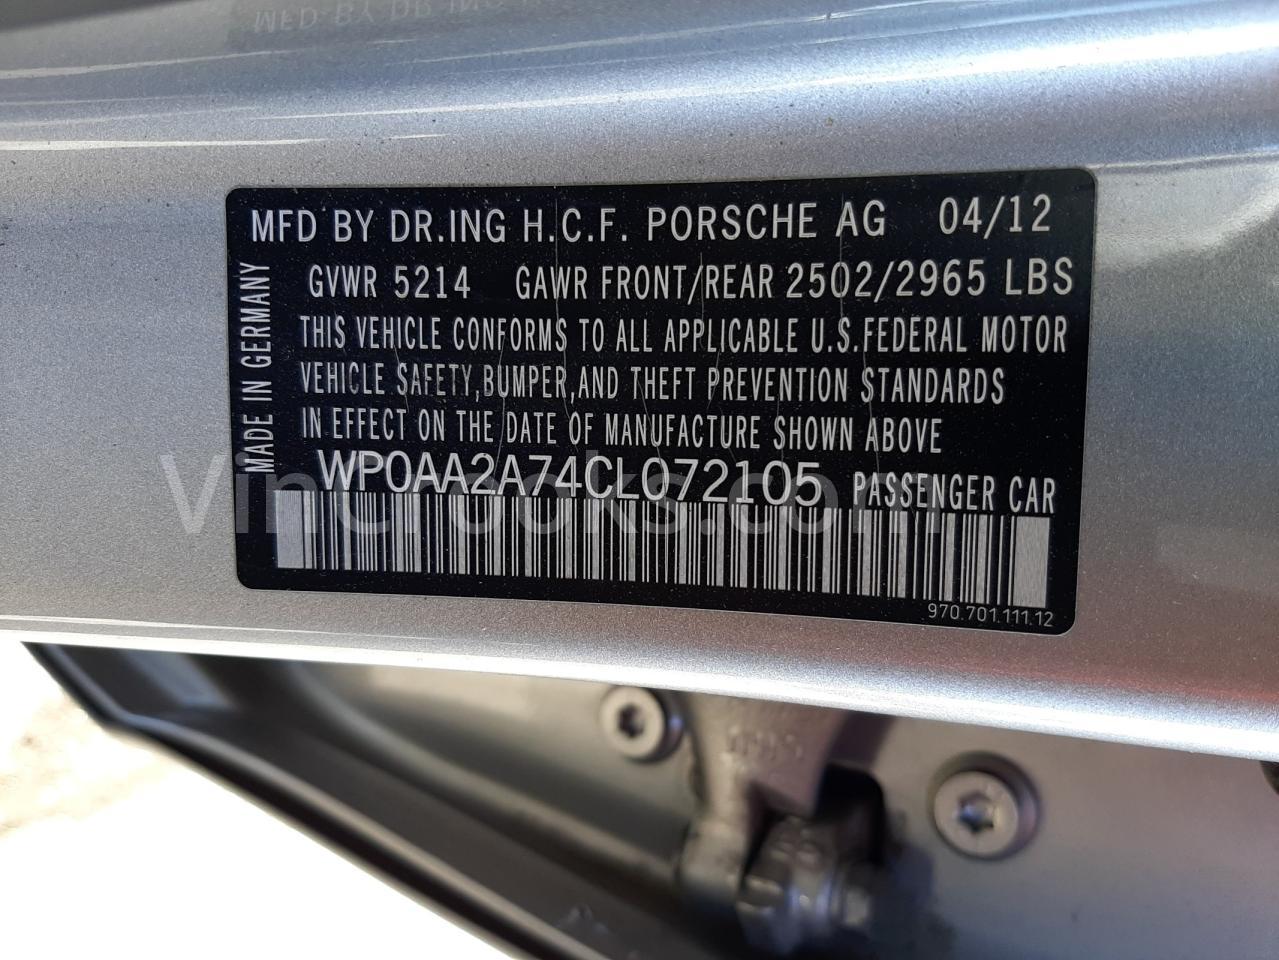 MFD BY DR.ING H.C.F. PORSCHE AG 04/12
GVWR 5214 GAWR FRONT/REAR 2502/2965 LBS
THIS VEHICLE CONFORMS TO ALL APPLICABLE U.S.FEDERAL MOTOR
VEHICLE SAFETY,BUMPER,AND THEFT PREVENTION STANDARDS
IN EFFECT ON THE DATE OF MANUFACTURE SHOWN ABOVE
WP0AA2A74CL072105 PASSENGER CAR
970.701.111.12
MADE IN GERMANY
VinCrooks.com